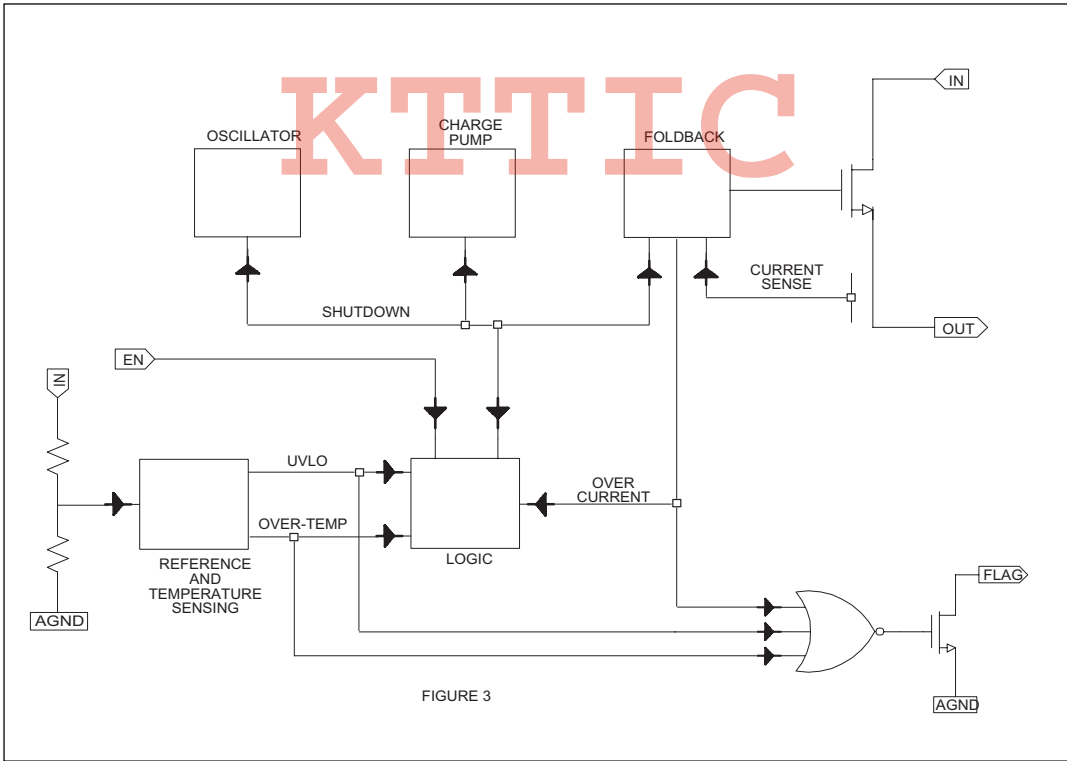 KTTIC
IN
OSCILLATOR
CHARGE
PUMP
FOLDBACK
CURRENT
SENSE
SHUTDOWN
OUT
EN
IN
UVLO
OVER
CURRENT
OVER-TEMP
LOGIC
REFERENCE
AND
TEMPERATURE
SENSING
FLAG
AGND
FIGURE 3
AGND